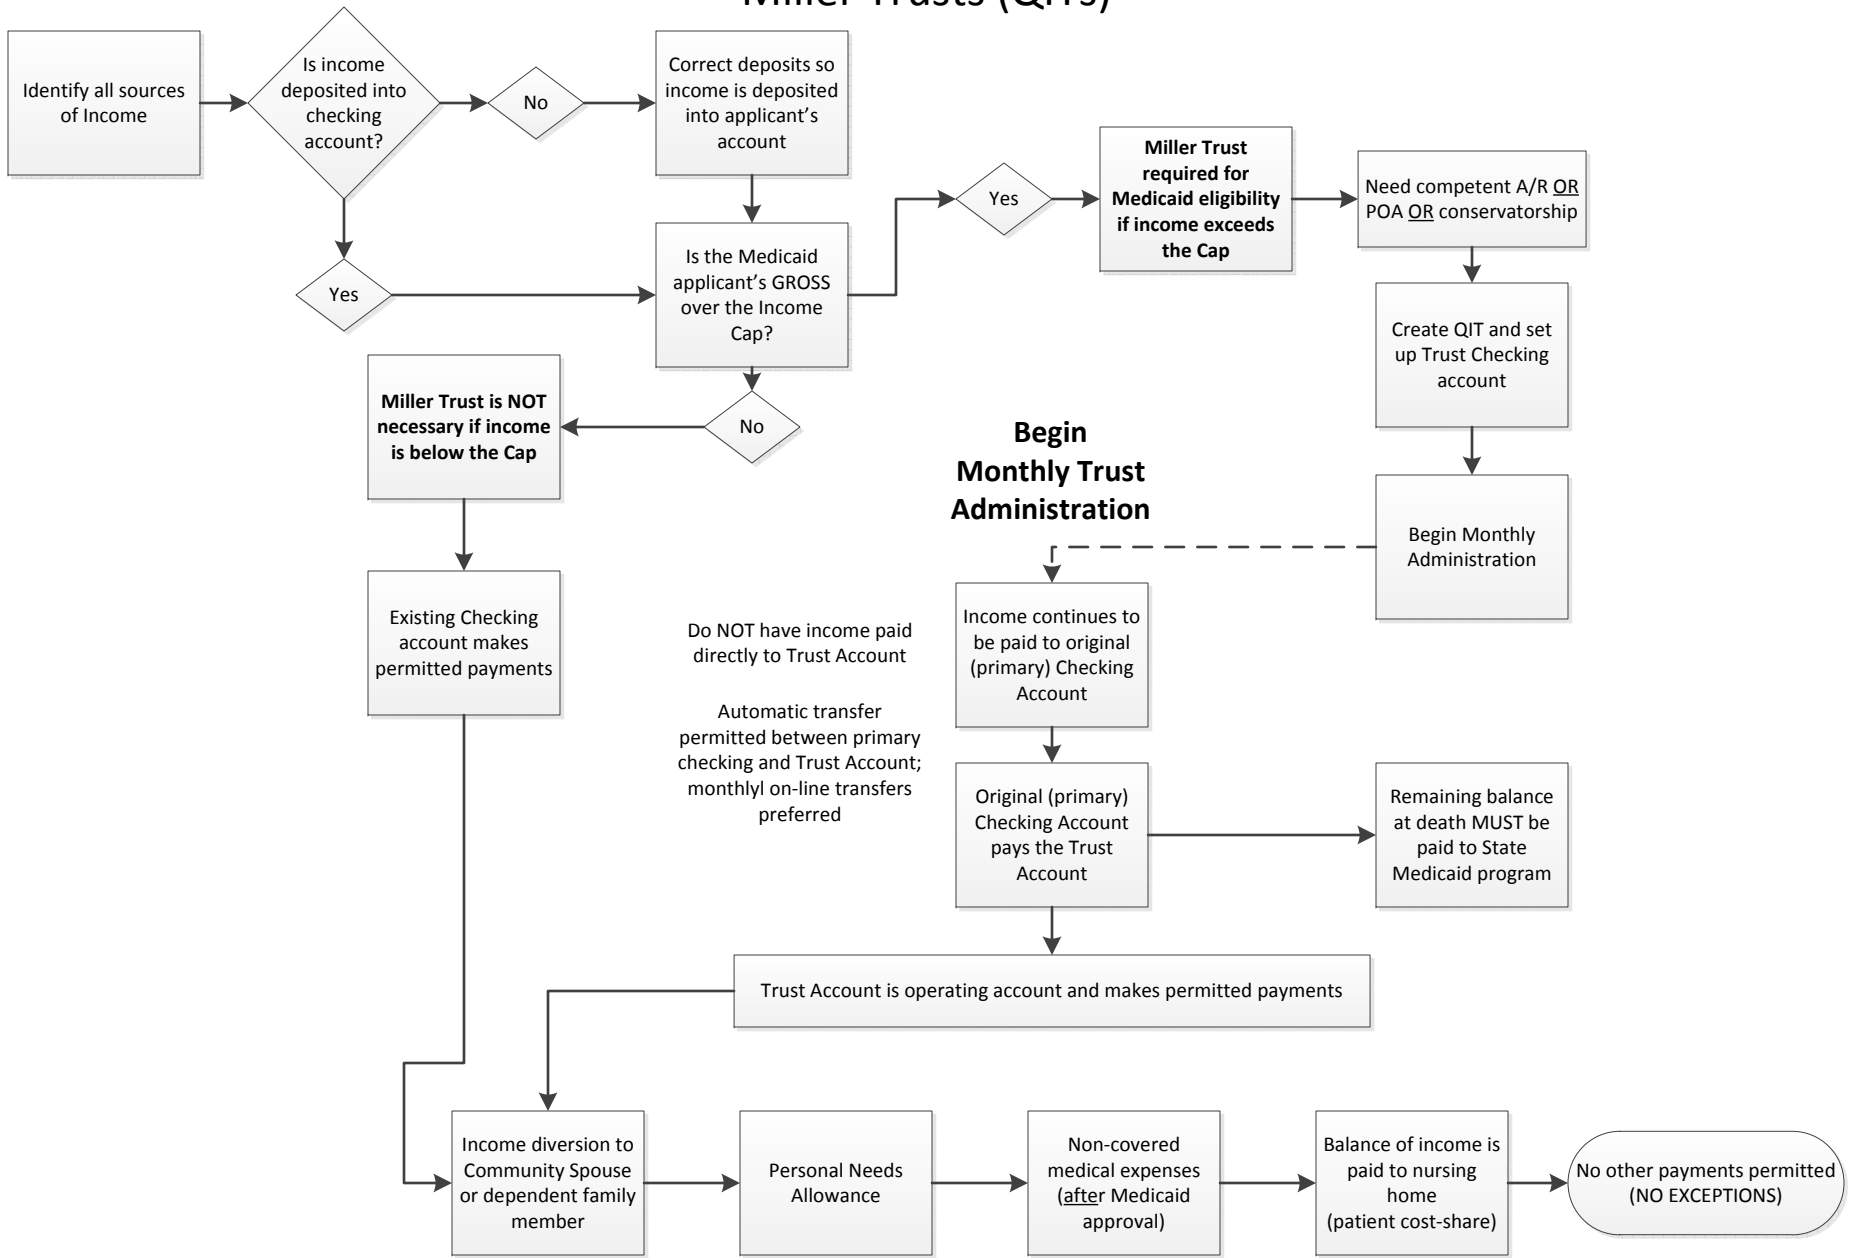 Miller Trusts (QITs)
Identify all sources
of Income
Is income
deposited into
checking
account?
No
Correct deposits so
income is deposited
into applicant's
account
Yes
Is the Medicaid
applicant's GROSS
over the Income
Cap?
Yes
Miller Trust
required for
Medicaid eligibility
if income exceeds
the Cap
Need competent A/R OR
POA OR conservatorship
Create QIT and set
up Trust Checking
account
Begin Monthly
Administration
No
Miller Trust is NOT
necessary if income
is below the Cap
Existing Checking
account makes
permitted payments
Begin
Monthly Trust
Administration
Do NOT have income paid
directly to Trust Account
Automatic transfer
permitted between primary
checking and Trust Account;
monthlyl on-line transfers
preferred
Income continues to
be paid to original
(primary) Checking
Account
Original (primary)
Checking Account
pays the Trust
Account
Remaining balance
at death MUST be
paid to State
Medicaid program
Trust Account is operating account and makes permitted payments
Income diversion to
Community Spouse
or dependent family
member
Personal Needs
Allowance
Non-covered
medical expenses
(after Medicaid
approval)
Balance of income is
paid to nursing
home
(patient cost-share)
No other payments permitted
(NO EXCEPTIONS)